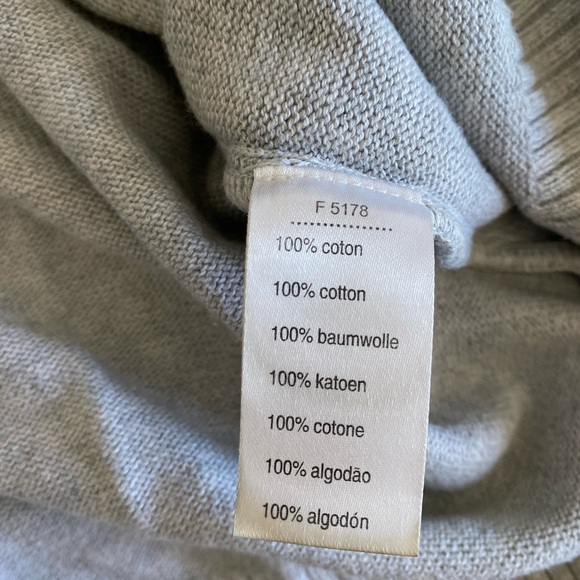 F 5178
100% coton
100% cotton
100% baumwolle
100% katoen
100% cotone
100% algodão
100% algodón